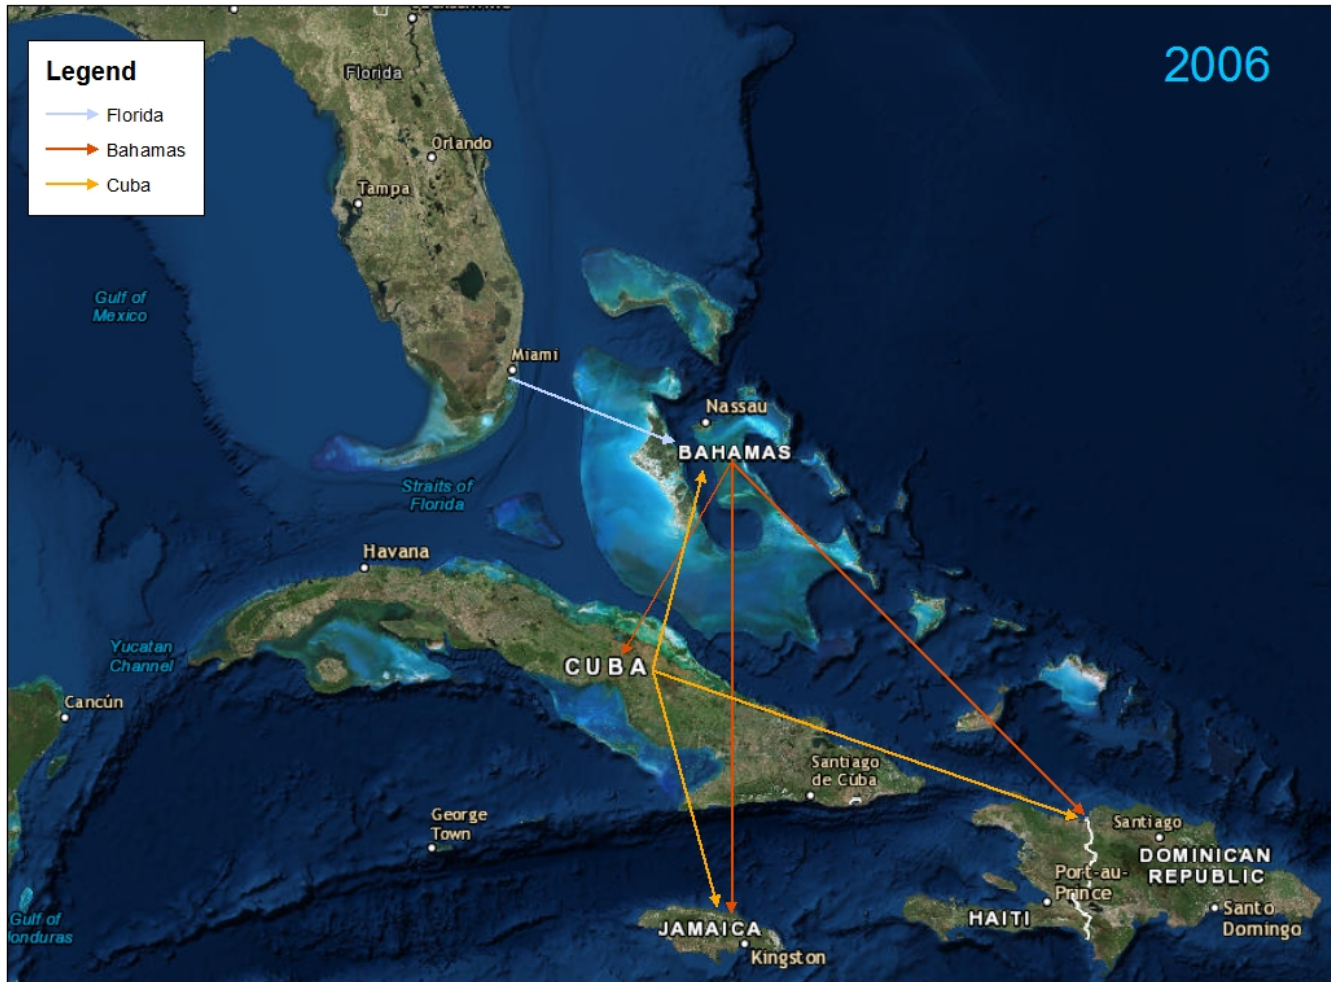 2006
Legend
Florida
Bahamas
Cuba
Florida
Orlando
Tampa
Gulf of
Mexico
Miami
Nassau
BAHAMAS
Straits of
Florida
Havana
Yucatan
Channel
CUBA
Cancún
Santiago
de Cuba
George
Town
Santiago
DOMINICAN
REPUBLIC
Port-au-
Prince
HAITI
Santo
Domingo
Gulf of
Honduras
JAMAICA
Kingston